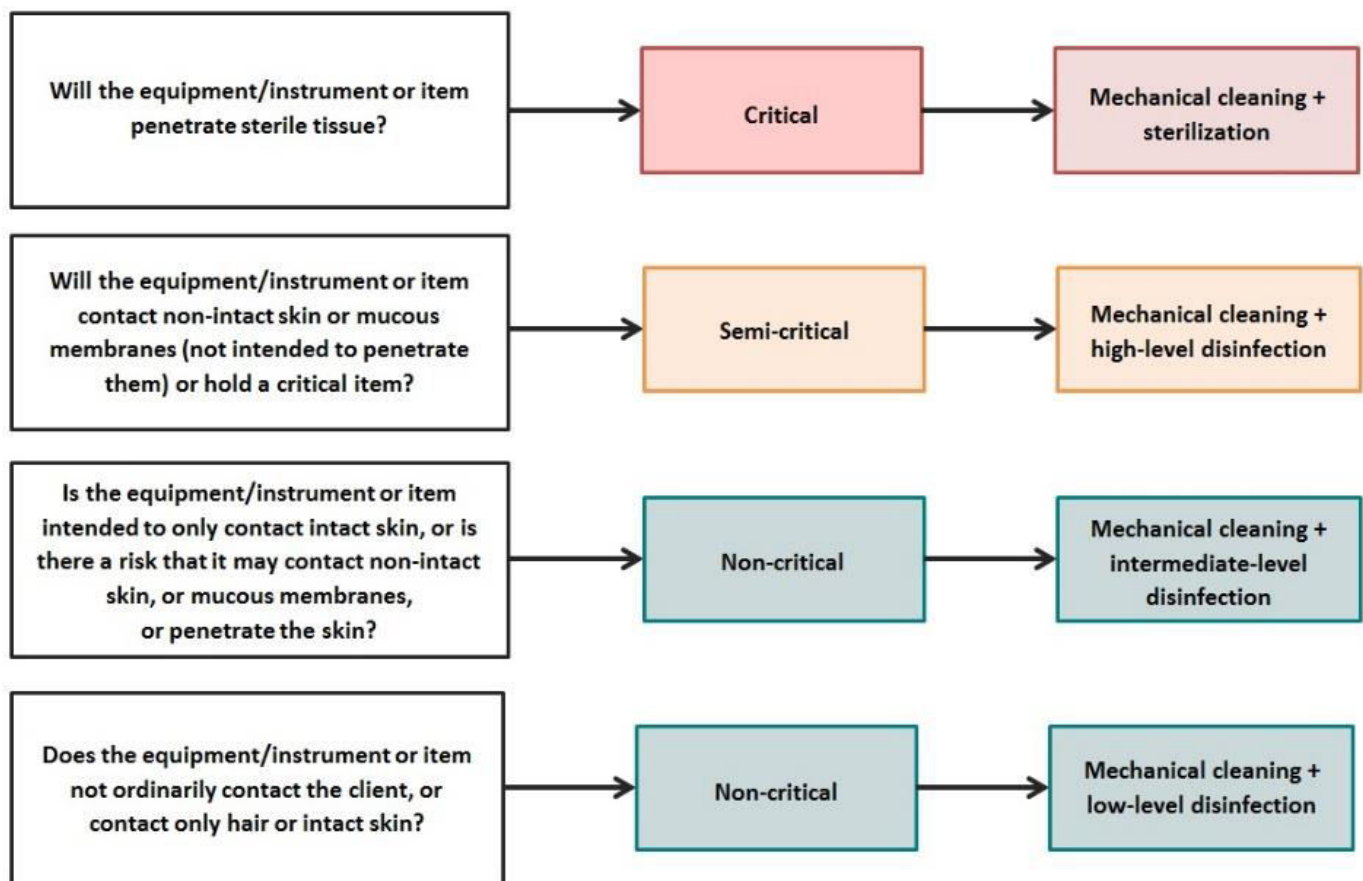 Will the equipment/instrument or item
penetrate sterile tissue?
Critical
Mechanical cleaning +
sterilization
Will the equipment/instrument or item
contact non-intact skin or mucous
membranes (not intended to penetrate
them) or hold a critical item?
Semi-critical
Mechanical cleaning +
high-level disinfection
Is the equipment/instrument or item
intended to only contact intact skin, or is
there a risk that it may contact non-intact
skin, or mucous membranes,
or penetrate the skin?
Non-critical
Mechanical cleaning +
intermediate-level
disinfection
Does the equipment/instrument or item
not ordinarily contact the client, or
contact only hair or intact skin?
Non-critical
Mechanical cleaning +
low-level disinfection